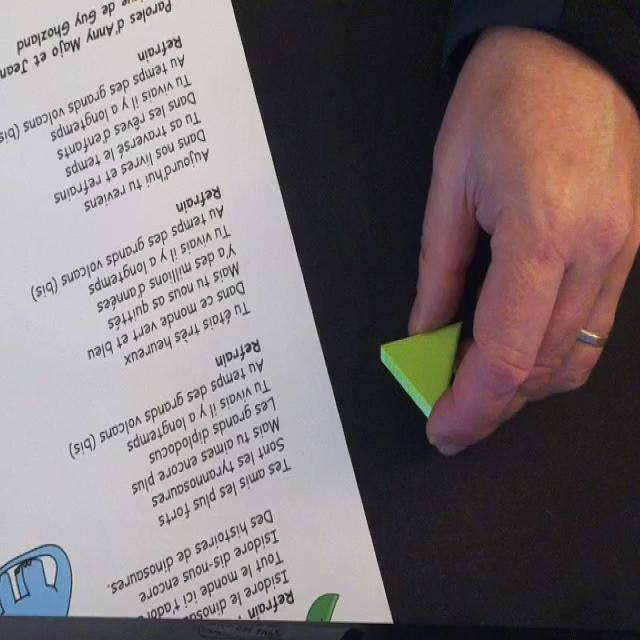 Refrain
Isidore le dinosau
Tout le monde ici t'ador
Isidore dis-nous encore
Des histoires de dinosaures.
Tes amis les plus forts
Sont les tyrannosaures
Mais tu aimes encore plus
Les grands diplodocus
Tu vivais il y a longtemps
Au temps des grands volcans (bis)
Refrain
Tu étais très heureux
Dans ce monde vert et bleu
Mais tu nous as quittés
Y'a des millions d'années
Tu vivais il y a longtemps
Au temps des grands volcans (bis)
Refrain
Aujourd'hui tu reviens
Dans nos livres et refrains
Tu as traversé le temps
Dans les rêves d'enfants
Tu vivais il y a longtemps
Au temps des grands volcans (bis
Refrain
Paroles d'Anny Majo et Jean
ue de Guy Ghozland